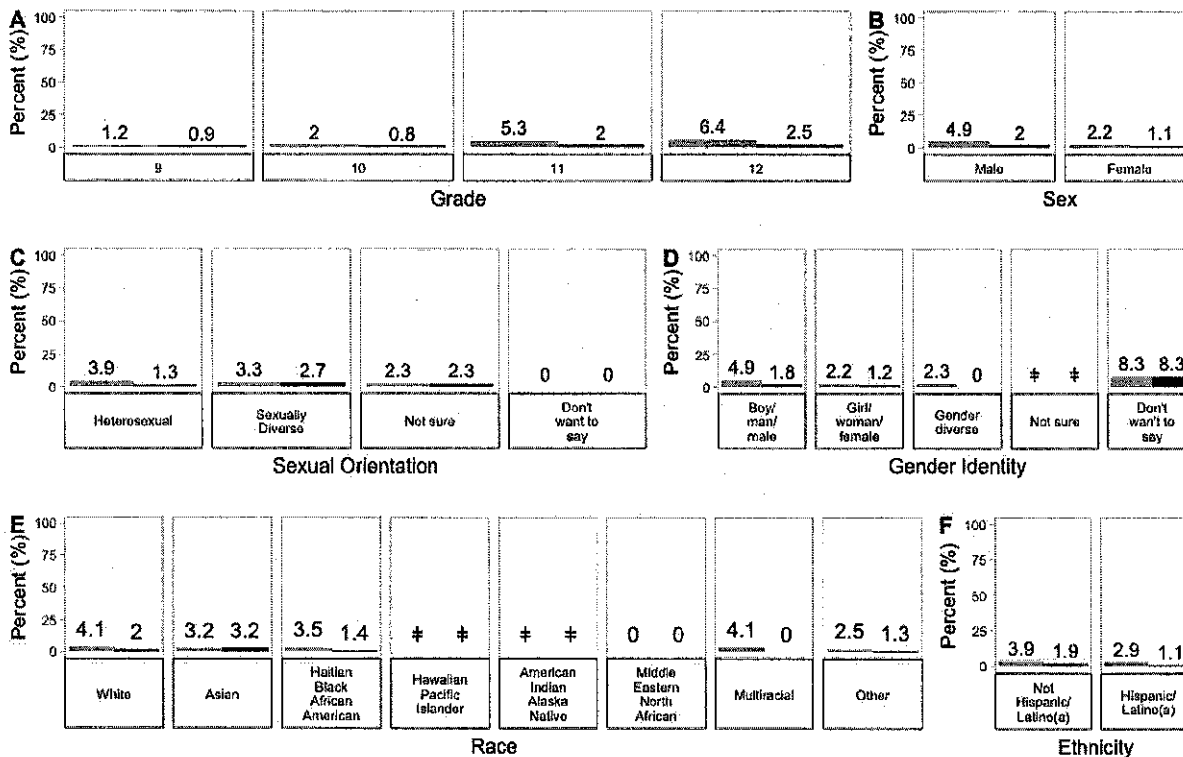 A
Percent (%)
100
75
50
25
0
1.2 0.9
2 0.8
5.3 2
6.4 2.5
9
10
11
12
Grade
B
Percent (%)
100
75
50
25
0
4.9 2
2.2 1.1
Male
Female
Sex
C
Percent (%)
100
75
50
25
0
3.9 1.3
3.3 2.7
2.3 2.3
0 0
Heterosexual
Sexually
Diverse
Not sure
Don't
want to
say
Sexual Orientation
D
Percent (%)
100
75
50
25
0
4.9 1.8
2.2 1.2
2.3 0
ǂ ǂ
8.3 8.3
Boy/
man/
male
Girl/
woman/
female
Gender
diverse
Not sure
Don't
wan't to
say
Gender Identity
E
Percent (%)
100
75
50
25
0
4.1 2
3.2 3.2
3.5 1.4
ǂ ǂ
ǂ ǂ
0 0
4.1 0
2.5 1.3
White
Asian
Haitian
Black
African
American
Hawaiian
Pacific
Islander
American
Indian
Alaska
Native
Middle
Eastern
North
African
Multiracial
Other
Race
F
Percent (%)
100
75
50
25
0
3.9 1.9
2.9 1.1
Not
Hispanic/
Latino(a)
Hispanic/
Latino(a)
Ethnicity